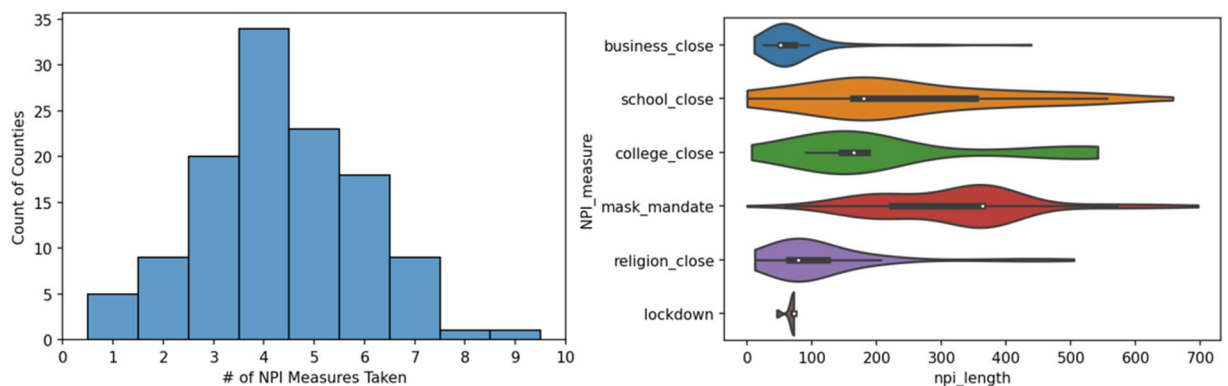 35
30
25
20
15
10
5
0
Count of Counties
0 1 2 3 4 5 6 7 8 9 10
# of NPI Measures Taken
NPI_measure
business_close
school_close
college_close
mask_mandate
religion_close
lockdown
0 100 200 300 400 500 600 700
npi_length